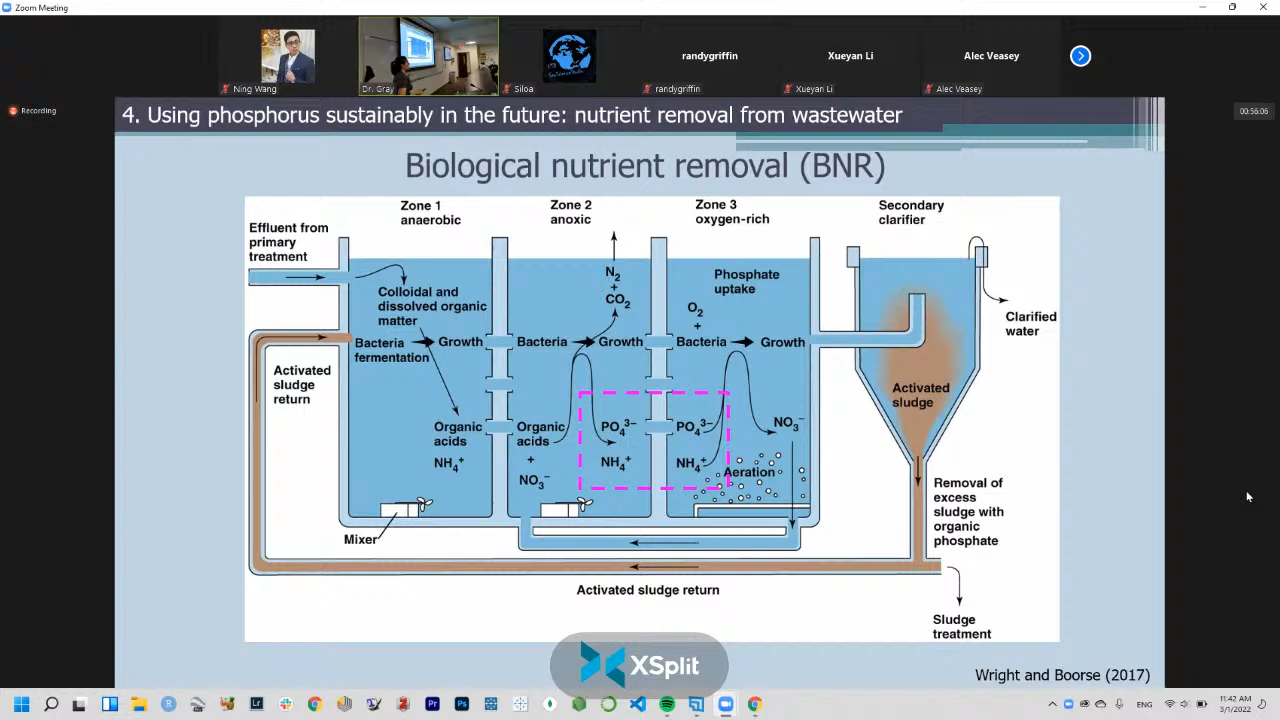 Zoom Meeting
randygriffin
Xueyan Li
Alec Veasey
Ning Wang
Dr. Gray
Siloa
randygriffin
Xueyan Li
Alec Veasey
Recording
00:56:06
4. Using phosphorus sustainably in the future: nutrient removal from wastewater
Biological nutrient removal (BNR)
Zone 1
anaerobic
Zone 2
anoxic
Zone 3
oxygen-rich
Secondary
clarifier
Effluent from
primary
treatment
Colloidal and
dissolved organic
matter
Bacteria
fermentation
Growth
Organic
acids
NH4+
Activated
sludge
return
Mixer
N2
+
CO2
Bacteria
Growth
Organic
acids
+
NO3−
PO4 3−
NH4+
Phosphate
uptake
O2
+
Bacteria
Growth
PO4 3−
NH4+
NO3−
Aeration
Clarified
water
Activated
sludge
Removal of
excess
sludge with
organic
phosphate
Activated sludge return
Sludge
treatment
XSplit
Wright and Boorse (2017)
ENG
11:42 AM
3/1/2022